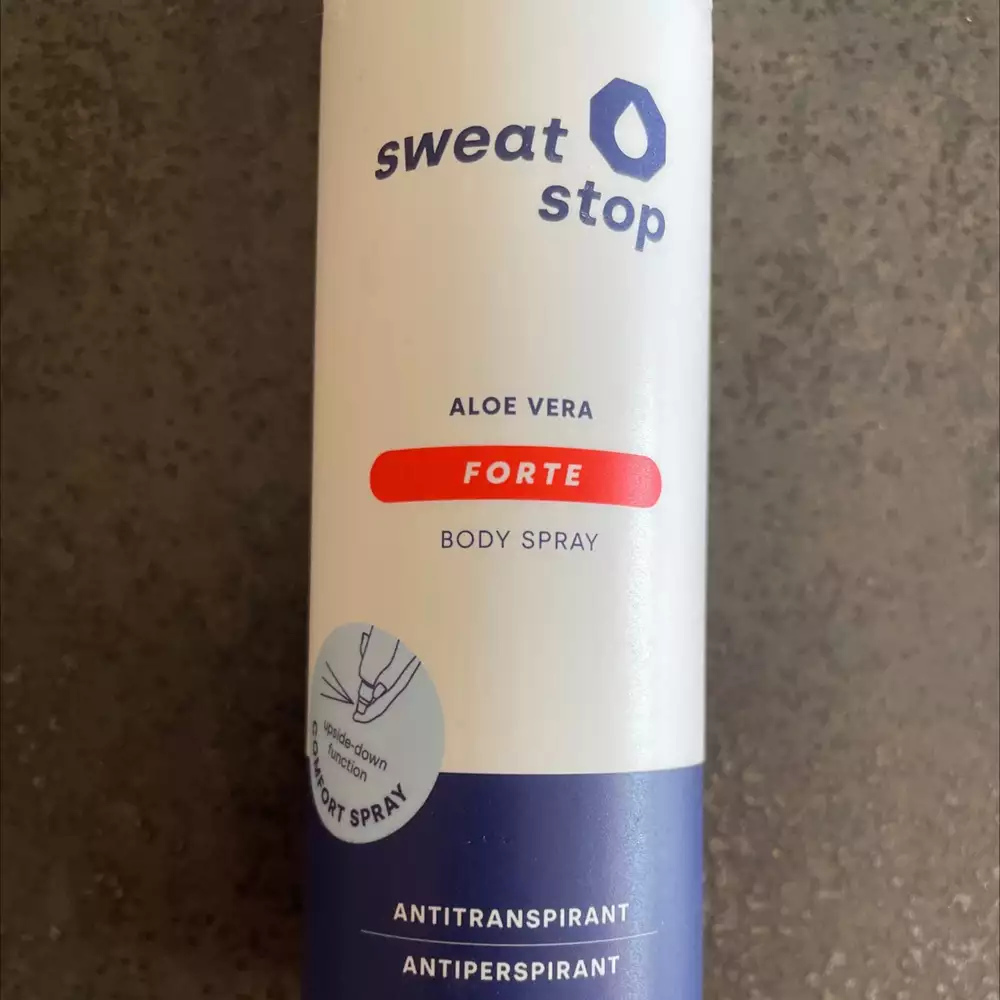 sweat
stop
ALOE VERA
FORTE
BODY SPRAY
upside-down
function
COMFORT SPRAY
ANTITRANSPIRANT
ANTIPERSPIRANT